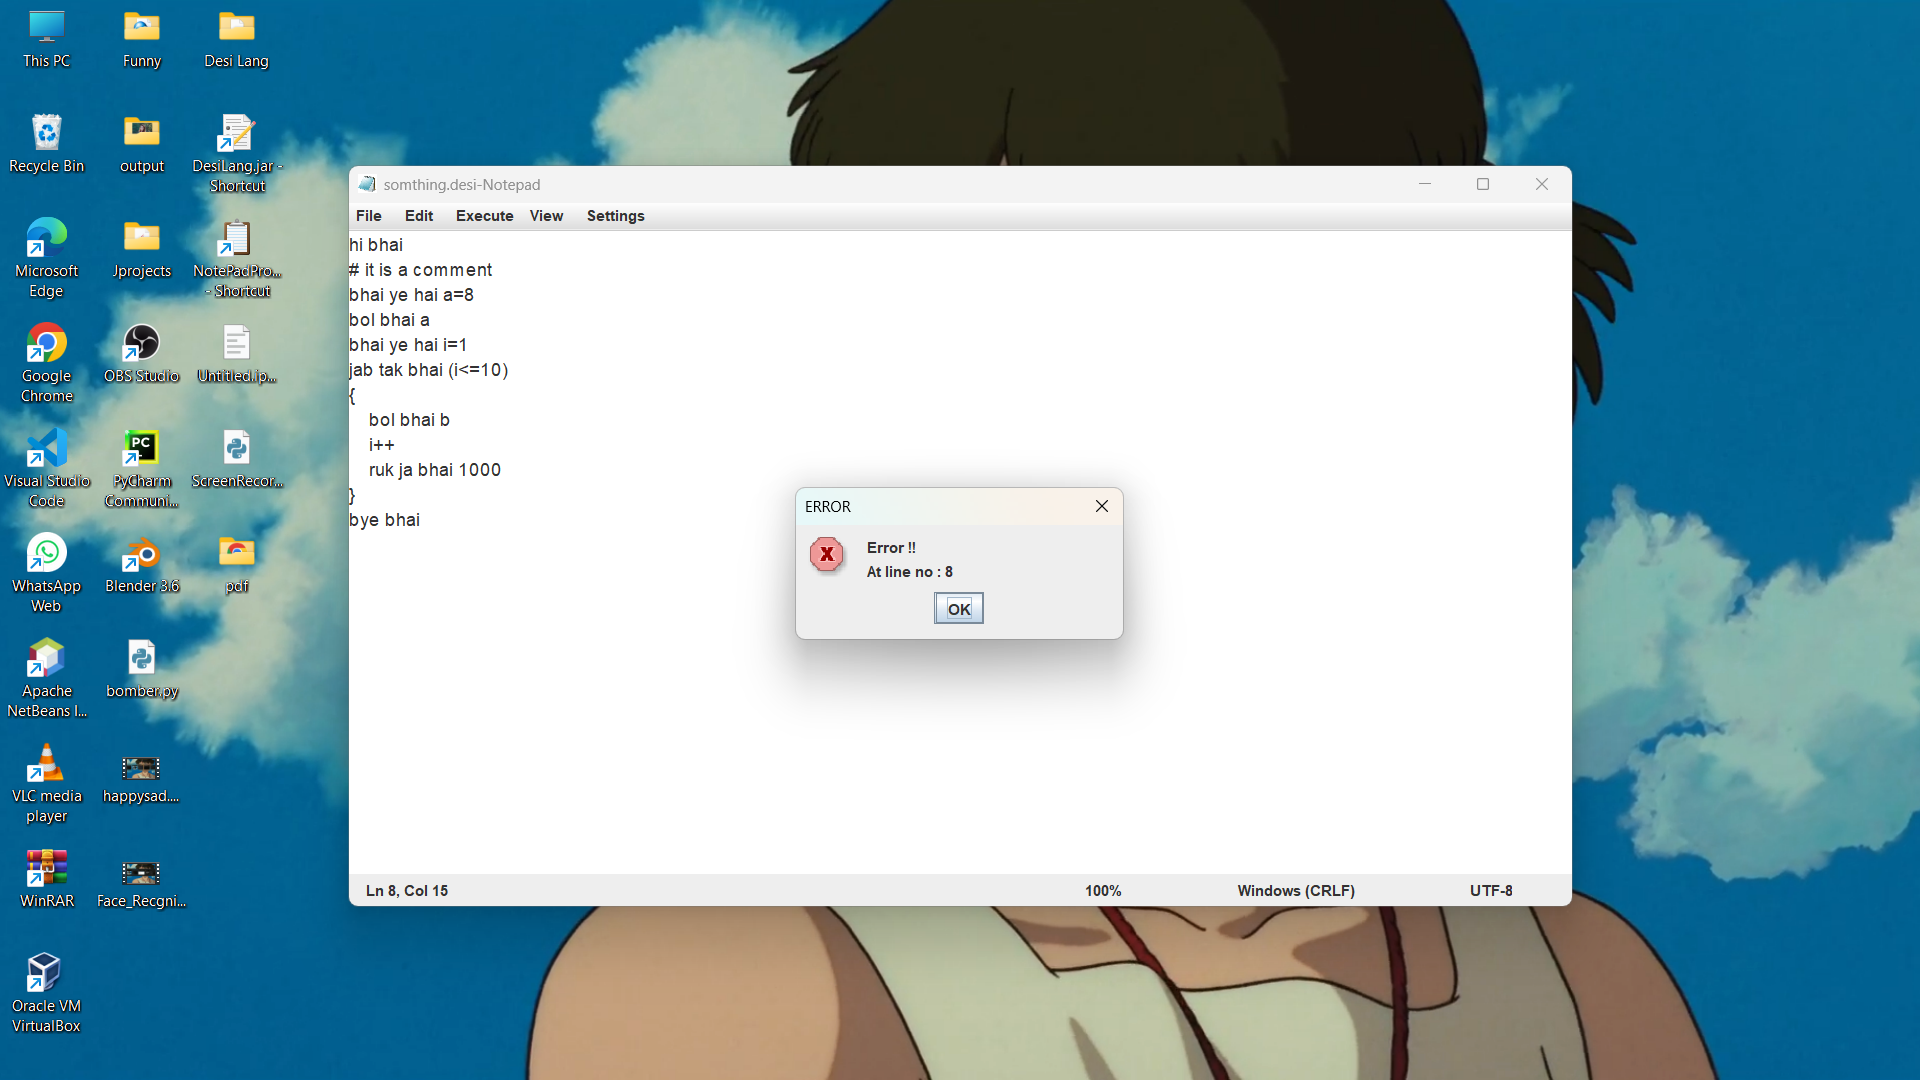 This PC
Funny
Desi Lang
Recycle Bin
output
DesiLang.jar -
Shortcut
Microsoft
Edge
Jprojects
NotePadPro...
- Shortcut
Google
Chrome
OBS Studio
Untitled.ip...
Visual Studio
Code
PyCharm
Communi...
ScreenRecor...
WhatsApp
Web
Blender 3.6
pdf
Apache
NetBeans I...
bomber.py
VLC media
player
happysad....
WinRAR
Face_Recgni...
Oracle VM
VirtualBox
somthing.desi-Notepad
File Edit Execute View Settings
hi bhai
# it is a comment
bhai ye hai a=8
bol bhai a
bhai ye hai i=1
jab tak bhai (i<=10)
{
bol bhai b
i++
ruk ja bhai 1000
}
bye bhai
ERROR
X
Error !!
At line no : 8
OK
Ln 8, Col 15 100% Windows (CRLF) UTF-8
PC